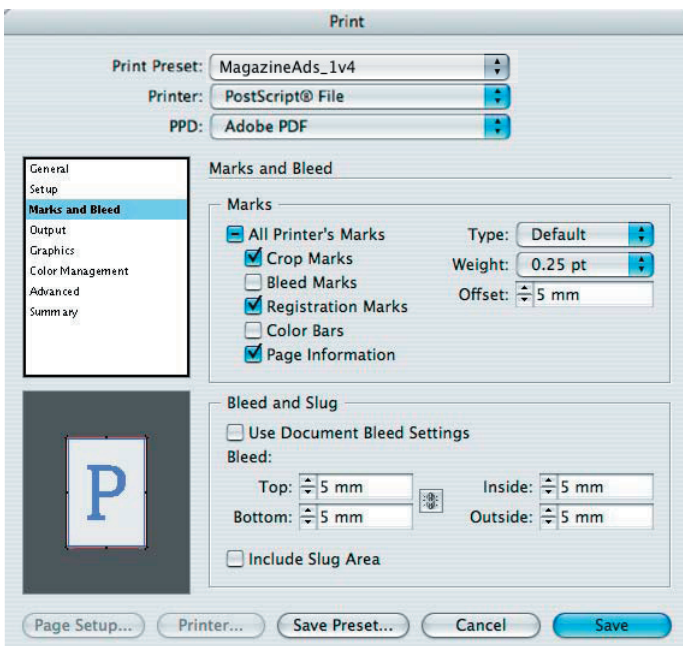 Print
Print Preset: MagazineAds_1v4
Printer: PostScript® File
PPD: Adobe PDF
General
Setup
Marks and Bleed
Output
Graphics
Color Management
Advanced
Summary
Marks and Bleed
Marks
All Printer's Marks
Crop Marks
Bleed Marks
Registration Marks
Color Bars
Page Information
Type: Default
Weight: 0.25 pt
Offset: 5 mm
P
Bleed and Slug
Use Document Bleed Settings
Bleed:
Top: 5 mm Inside: 5 mm
Bottom: 5 mm Outside: 5 mm
Include Slug Area
Page Setup... Printer... Save Preset... Cancel Save